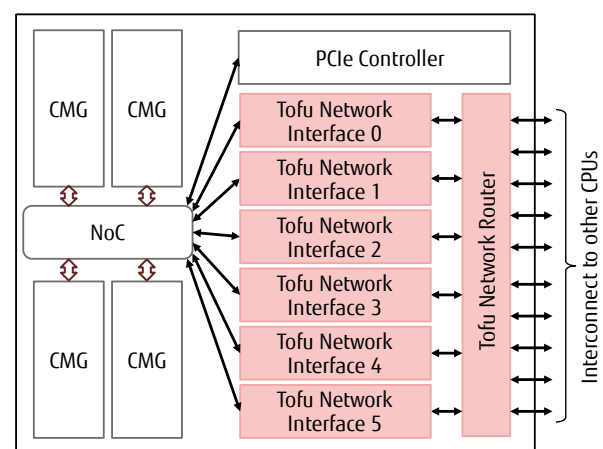 CMG
CMG
PCIe Controller
Tofu Network
Interface 0
Tofu Network
Interface 1
NoC
Tofu Network
Interface 2
Tofu Network
Interface 3
CMG
CMG
Tofu Network
Interface 4
Tofu Network
Interface 5
Tofu Network Router
Interconnect to other CPUs